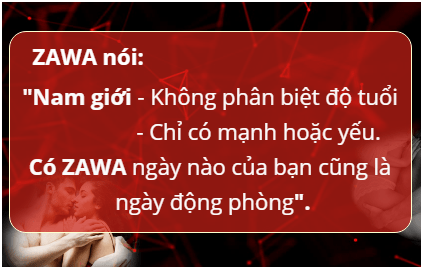 ZAWA nói:
"Nam giới - Không phân biệt độ tuổi
- Chỉ có mạnh hoặc yếu.
Có ZAWA ngày nào của bạn cũng là
ngày động phòng".